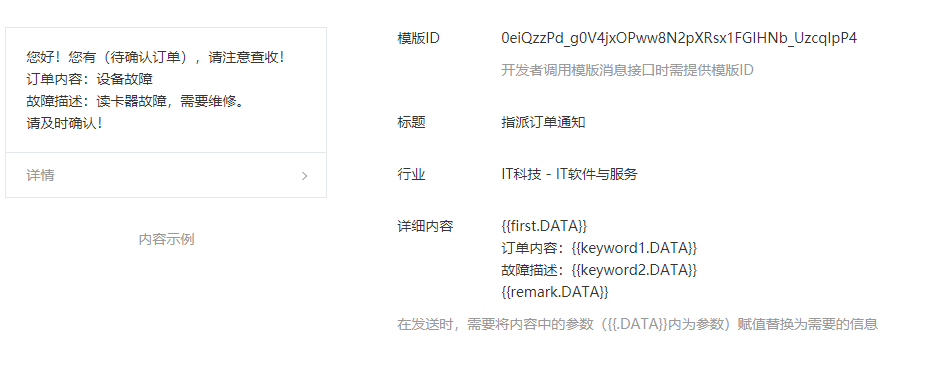 您好！您有（待确认订单），请注意查收！
订单内容：设备故障
故障描述：读卡器故障，需要维修。
请及时确认！
详情
内容示例
模版ID 0eiQzzPd_g0V4jxOPww8N2pXRsx1FGIHNb_UzcqIpP4
开发者调用模版消息接口时需提供模版ID
标题 指派订单通知
行业 IT科技 - IT软件与服务
详细内容 {{first.DATA}}
订单内容：{{keyword1.DATA}}
故障描述：{{keyword2.DATA}}
{{remark.DATA}}
在发送时，需要将内容中的参数（{{.DATA}}内为参数）赋值替换为需要的信息